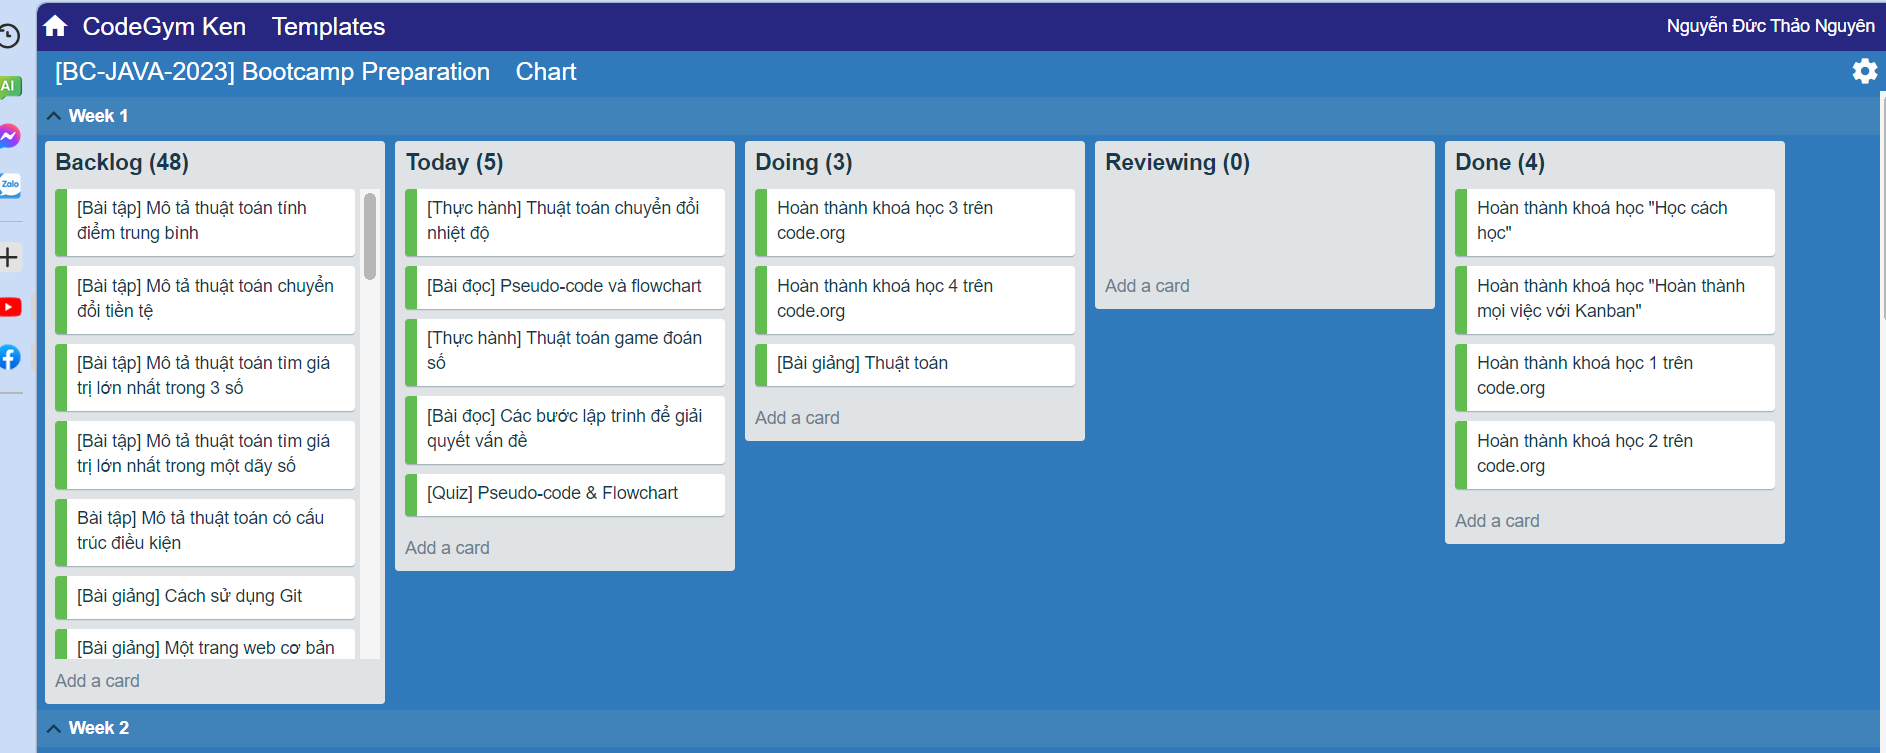 CodeGym Ken Templates Nguyễn Đức Thảo Nguyên
[BC-JAVA-2023] Bootcamp Preparation Chart
AI
Zalo
Week 1
Backlog (48)
[Bài tập] Mô tả thuật toán tính
điểm trung bình
[Bài tập] Mô tả thuật toán chuyển
đổi tiền tệ
[Bài tập] Mô tả thuật toán tìm giá
trị lớn nhất trong 3 số
[Bài tập] Mô tả thuật toán tìm giá
trị lớn nhất trong một dãy số
Bài tập] Mô tả thuật toán có cấu
trúc điều kiện
[Bài giảng] Cách sử dụng Git
[Bài giảng] Một trang web cơ bản
Add a card
Today (5)
[Thực hành] Thuật toán chuyển đổi
nhiệt độ
[Bài đọc] Pseudo-code và flowchart
[Thực hành] Thuật toán game đoán
số
[Bài đọc] Các bước lập trình để giải
quyết vấn đề
[Quiz] Pseudo-code & Flowchart
Add a card
Doing (3)
Hoàn thành khoá học 3 trên
code.org
Hoàn thành khoá học 4 trên
code.org
[Bài giảng] Thuật toán
Add a card
Reviewing (0)
Add a card
Done (4)
Hoàn thành khoá học "Học cách
học"
Hoàn thành khoá học "Hoàn thành
mọi việc với Kanban"
Hoàn thành khoá học 1 trên
code.org
Hoàn thành khoá học 2 trên
code.org
Add a card
Week 2